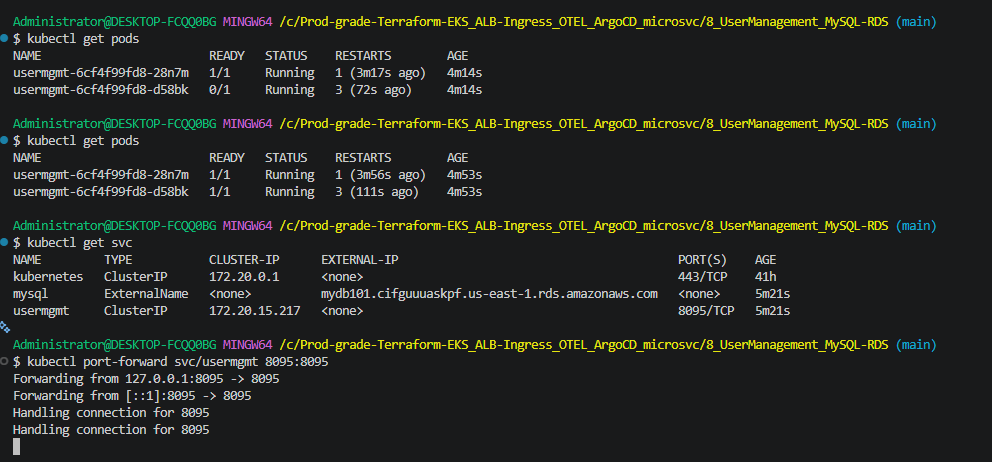 Administrator@DESKTOP-FCQQ0BG MINGW64 /c/Prod-grade-Terraform-EKS_ALB-Ingress_OTEL_ArgoCD_microsvc/8_UserManagement_MySQL-RDS (main)
$ kubectl get pods
NAME READY STATUS RESTARTS AGE
usermgmt-6cf4f99fd8-28n7m 1/1 Running 1 (3m17s ago) 4m14s
usermgmt-6cf4f99fd8-d58bk 0/1 Running 3 (72s ago) 4m14s
Administrator@DESKTOP-FCQQ0BG MINGW64 /c/Prod-grade-Terraform-EKS_ALB-Ingress_OTEL_ArgoCD_microsvc/8_UserManagement_MySQL-RDS (main)
$ kubectl get pods
NAME READY STATUS RESTARTS AGE
usermgmt-6cf4f99fd8-28n7m 1/1 Running 1 (3m56s ago) 4m53s
usermgmt-6cf4f99fd8-d58bk 1/1 Running 3 (111s ago) 4m53s
Administrator@DESKTOP-FCQQ0BG MINGW64 /c/Prod-grade-Terraform-EKS_ALB-Ingress_OTEL_ArgoCD_microsvc/8_UserManagement_MySQL-RDS (main)
$ kubectl get svc
NAME TYPE CLUSTER-IP EXTERNAL-IP PORT(S) AGE
kubernetes ClusterIP 172.20.0.1 <none> 443/TCP 41h
mysql ExternalName <none> mydb101.cifguuuaskpf.us-east-1.rds.amazonaws.com <none> 5m21s
usermgmt ClusterIP 172.20.15.217 <none> 8095/TCP 5m21s
Administrator@DESKTOP-FCQQ0BG MINGW64 /c/Prod-grade-Terraform-EKS_ALB-Ingress_OTEL_ArgoCD_microsvc/8_UserManagement_MySQL-RDS (main)
$ kubectl port-forward svc/usermgmt 8095:8095
Forwarding from 127.0.0.1:8095 -> 8095
Forwarding from [::1]:8095 -> 8095
Handling connection for 8095
Handling connection for 8095